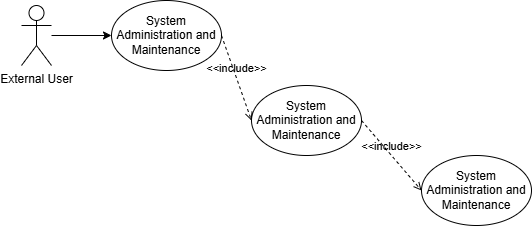 System
Administration and
Maintenance
External User
<<include>>
System
Administration and
Maintenance
<<include>>
System
Administration and
Maintenance